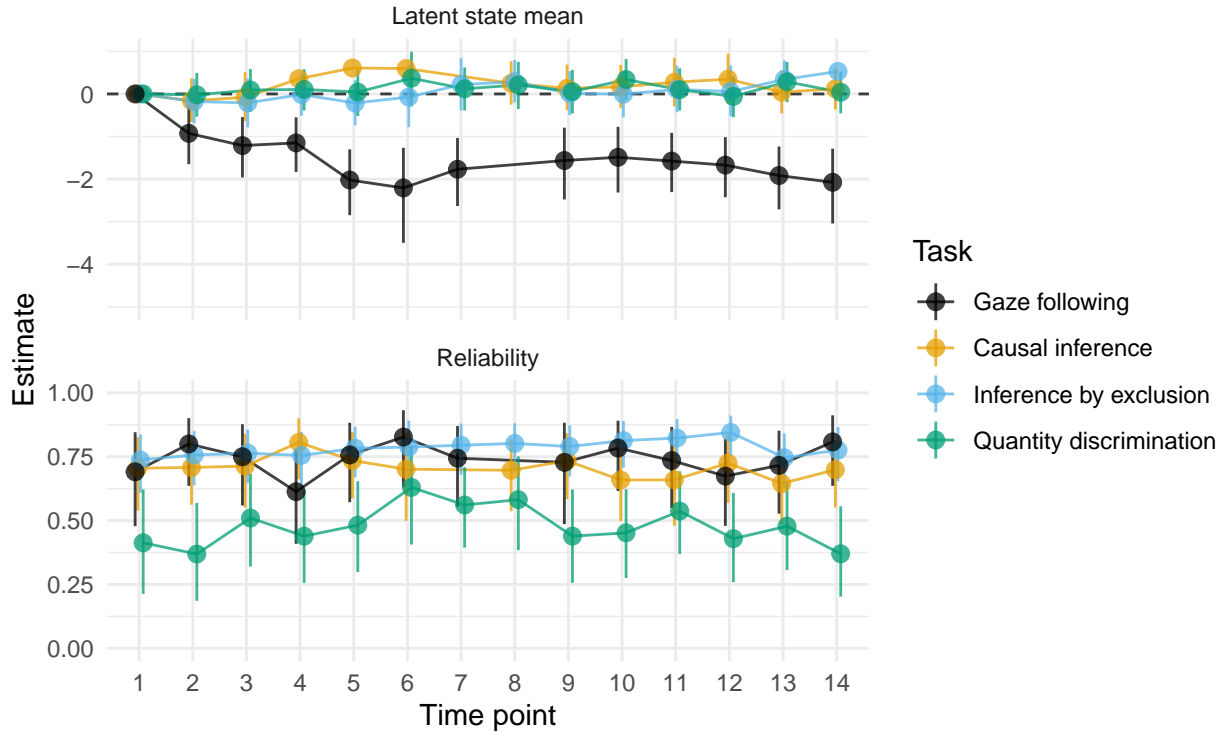 Latent state mean
0
−2
−4
Estimate
Reliability
1.00
0.75
0.50
0.25
0.00
1 2 3 4 5 6 7 8 9 10 11 12 13 14
Time point
Task
Gaze following
Causal inference
Inference by exclusion
Quantity discrimination